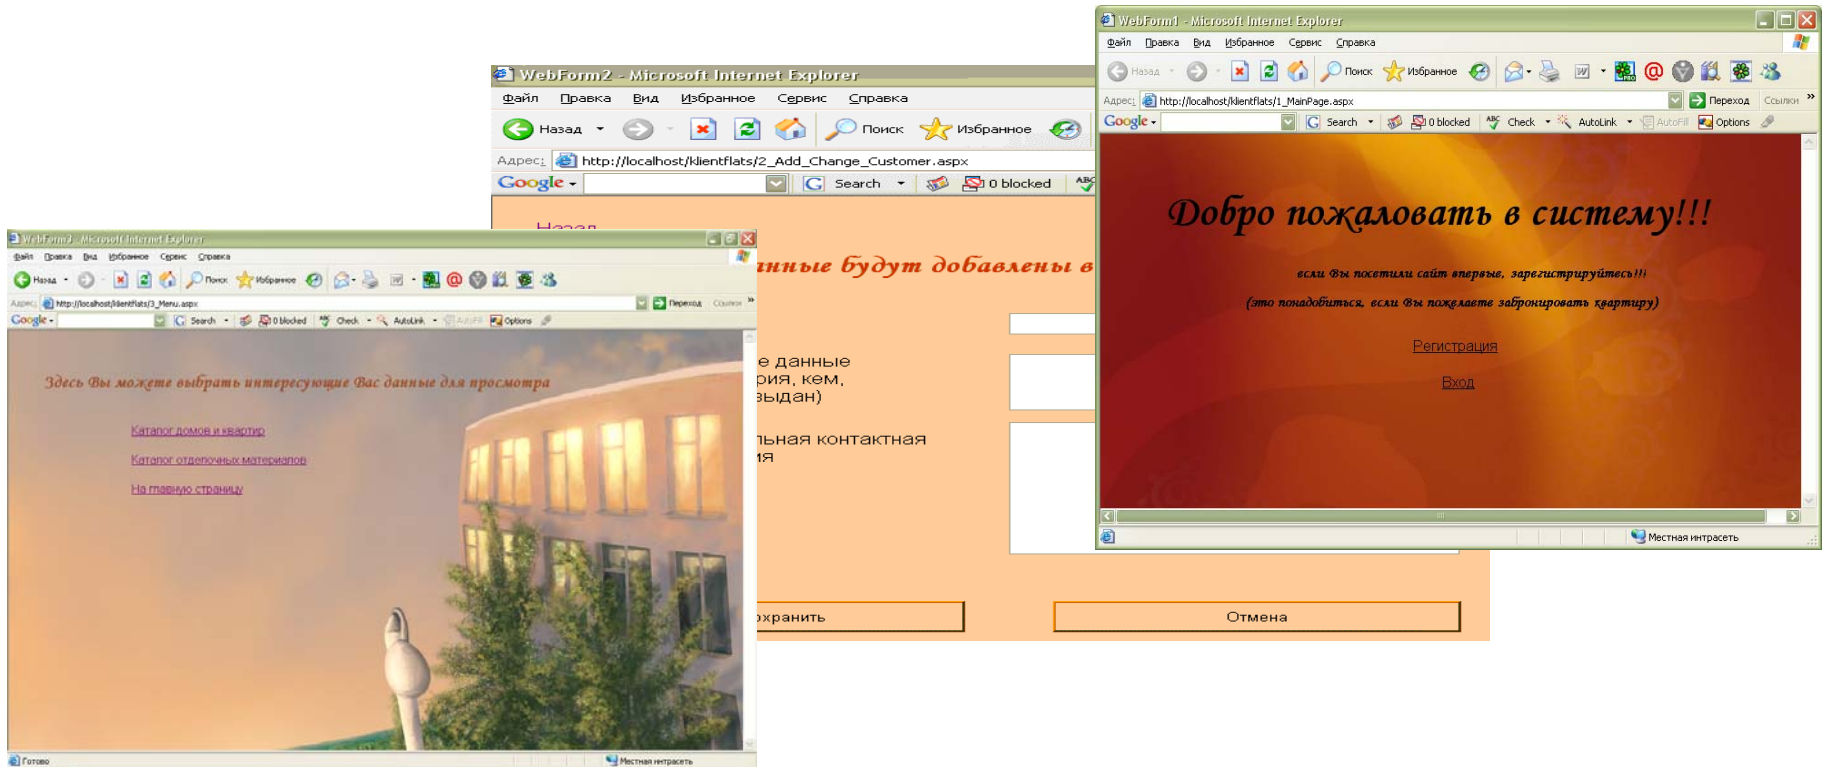 WebForm1 - Microsoft Internet Explorer
Файл Правка Вид Избранное Сервис Справка
Назад Поиск Избранное
Адрес: http://localhost/klientflats/1_MainPage.aspx Переход Ссылки »
Google Search 0 blocked Check AutoLink AutoFill Options
Добро пожаловать в систему!!!
если Вы посетили сайт впервые, зарегистрируйтесь!!!
(это понадобиться, если Вы пожелаете забронировать квартиру)
Регистрация
Вход
Местная интрасеть
WebForm2 - Microsoft Internet Explorer
Файл Правка Вид Избранное Сервис Справка
Назад Поиск Избранное
Адрес: http://localhost/klientflats/2_Add_Change_Customer.aspx
Google Search 0 blocked
Назад
нные будут добавлены в
е данные
рия, кем,
выдан)
льная контактная
ия
охранить Отмена
WebForm3 - Microsoft Internet Explorer
Файл Правка Вид Избранное Сервис Справка
Назад Поиск Избранное
Адрес: http://localhost/klientflats/3_Menu.aspx Переход Ссылки »
Google Search 0 blocked Check AutoLink AutoFill Options
Здесь Вы можете выбрать интересующие Вас данные для просмотра
Каталог домов и квартир
Каталог отделочных материалов
На главную страницу
Готово Местная интрасеть